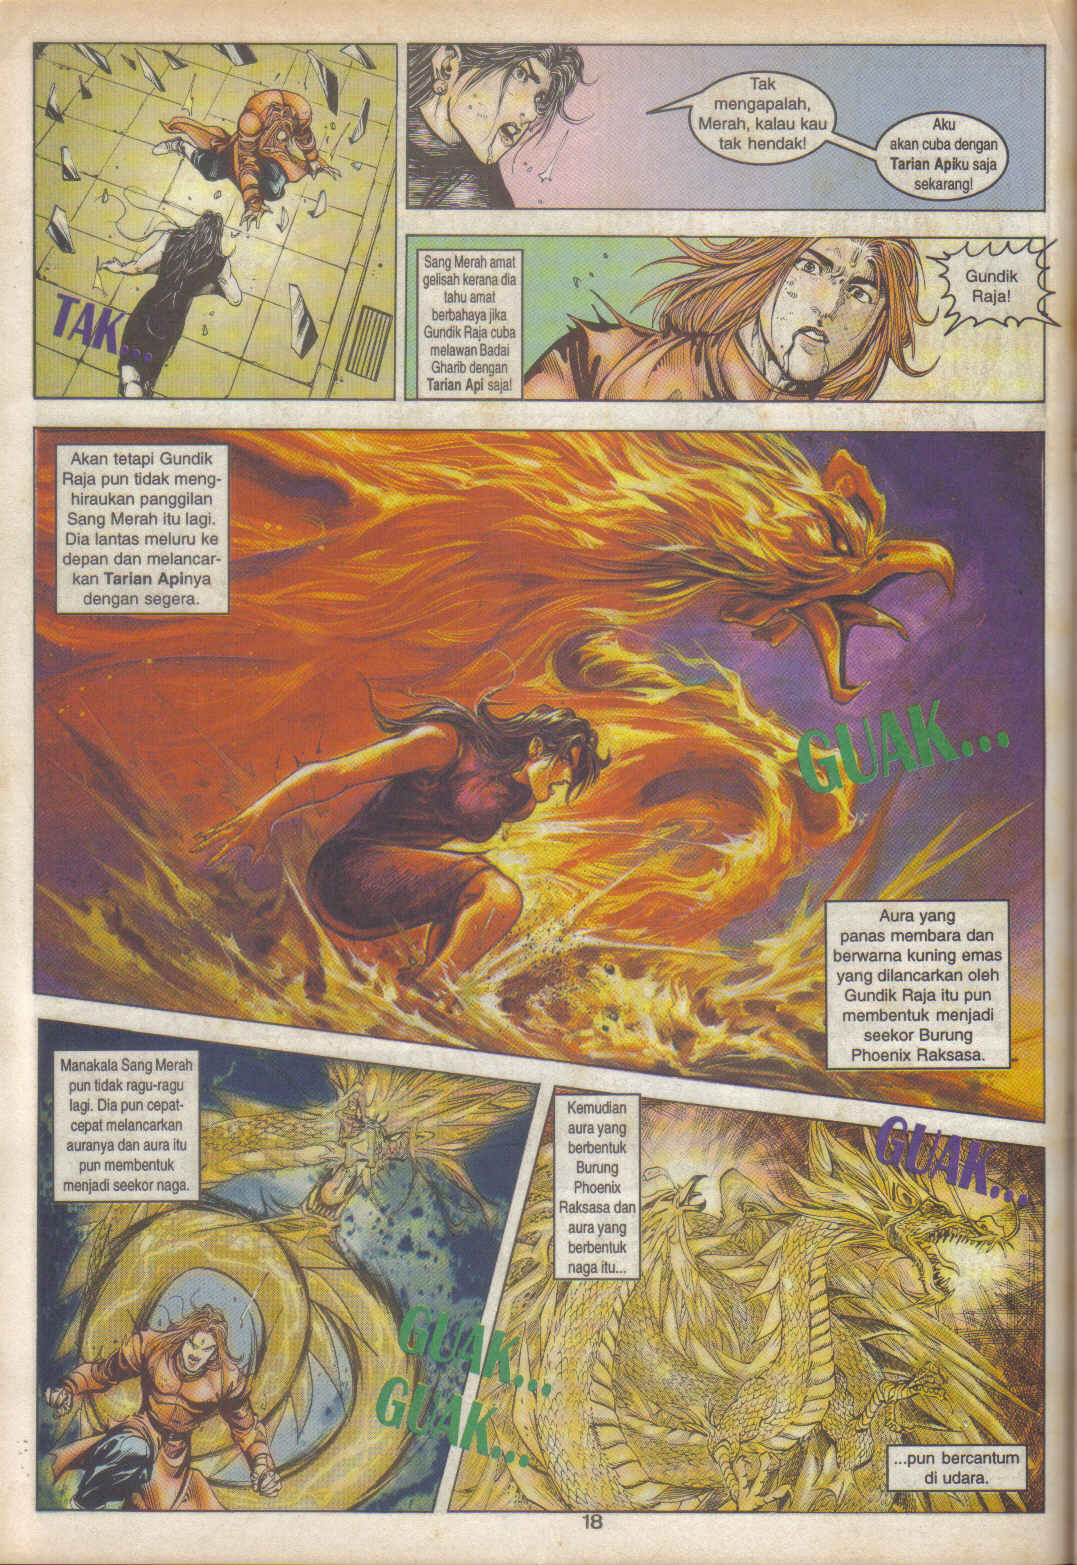 TAK...
Tak
mengapalah,
Merah, kalau kau
tak hendak!
Aku
akan cuba dengan
Tarian Apiku saja
sekarang!
Sang Merah amat
gelisah kerana dia
tahu amat
berbahaya jika
Gundik Raja cuba
melawan Badai
Gharib dengan
Tarian Api saja!
Gundik
Raja!
Akan tetapi Gundik
Raja pun tidak meng-
hiraukan panggilan
Sang Merah itu lagi.
Dia lantas meluru ke
depan dan melancar-
kan Tarian Apinya
dengan segera.
GUAK...
Aura yang
panas membara dan
berwarna kuning emas
yang dilancarkan oleh
Gundik Raja itu pun
membentuk menjadi
seekor Burung
Phoenix Raksasa.
Manakala Sang Merah
pun tidak ragu-ragu
lagi. Dia pun cepat-
cepat melancarkan
auranya dan aura itu
pun membentuk
menjadi seekor naga.
GUAK...
GUAK...
Kemudian
aura yang
berbentuk
Burung
Phoenix
Raksasa dan
aura yang
berbentuk
naga itu...
GUAK...
...pun bercantum
di udara.
18